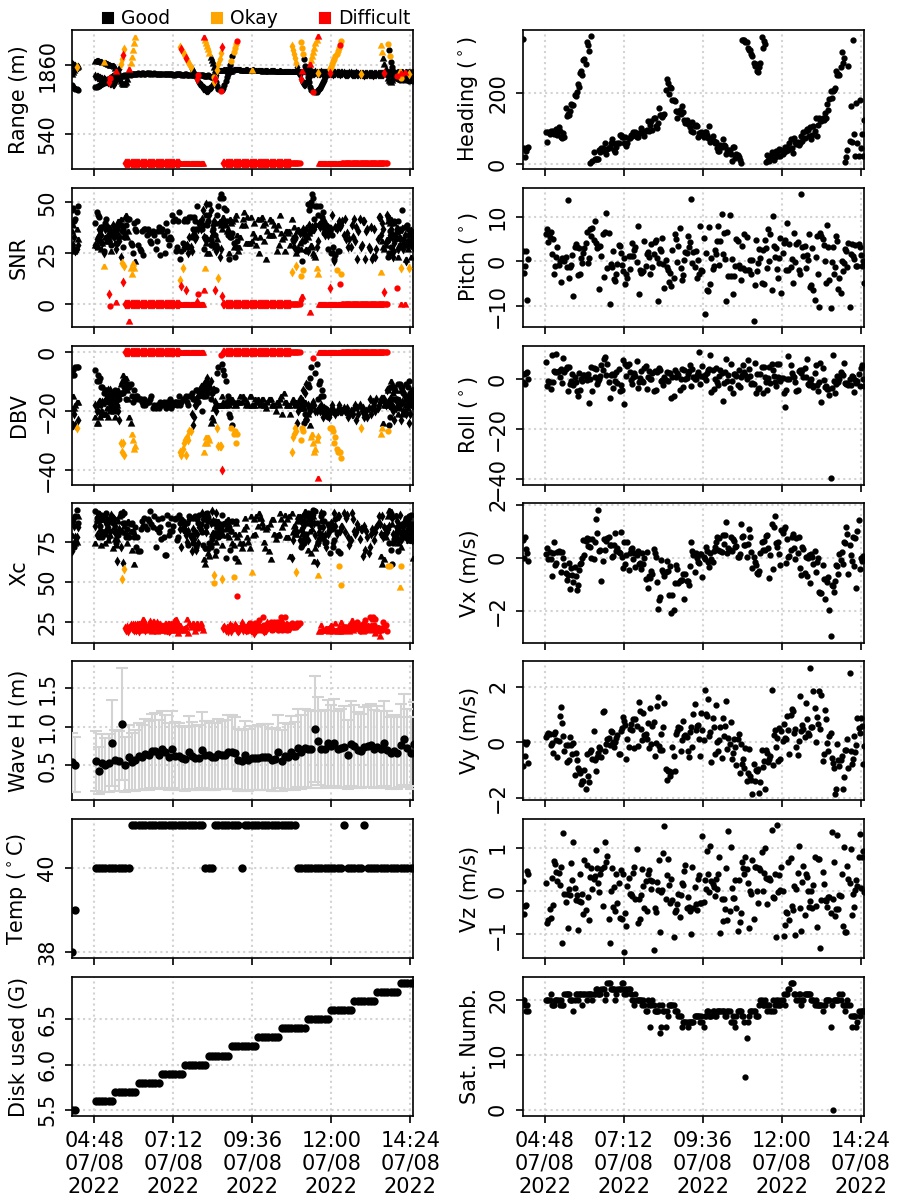 Good Okay Difficult
Range (m)
1860
540
Heading (°)
200
0
SNR
50
25
0
Pitch (°)
10
0
−10
DBV
0
−20
−40
Roll (°)
0
−20
−40
Xc
75
50
25
Vx (m/s)
2
0
−2
Wave H (m)
1.5
1.0
0.5
Vy (m/s)
2
0
−2
Temp (°C)
40
38
Vz (m/s)
1
0
−1
Disk used (G)
6.5
6.0
5.5
Sat. Numb.
20
10
0
04:48 07:12 09:36 12:00 14:24
07/08 07/08 07/08 07/08 07/08
2022 2022 2022 2022 2022
04:48 07:12 09:36 12:00 14:24
07/08 07/08 07/08 07/08 07/08
2022 2022 2022 2022 2022